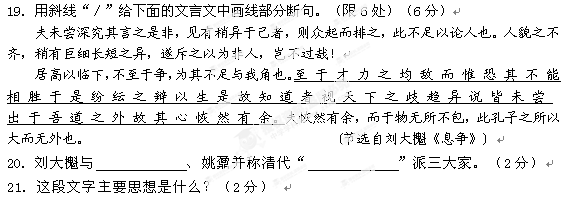 19. 用斜线“／”给下面的文言文中画线部分断句。（限6处）（6分）
夫未尝深究其言之是非，见有稍异于己者，则众起而排之，此不足以论人也。人貌之不
齐，稍有巨细长短之异，遂斥之以为非人，岂不过哉！
居高以临下，不至于争，为其不足与我角也。至于才力之均敌而惟恐其不能
相胜于是纷纭之辩以生是故知道者视天下之歧趋异说皆未尝
出于吾道之外故其心恢然有余。夫恢然有余，而于物无所不包，此孔子之所以
大而无外也。（节选自刘大櫆《息争》）
20. 刘大櫆与、姚鼐并称清代“”派三大家。（2分）
21. 这段文字主要思想是什么？（2分）